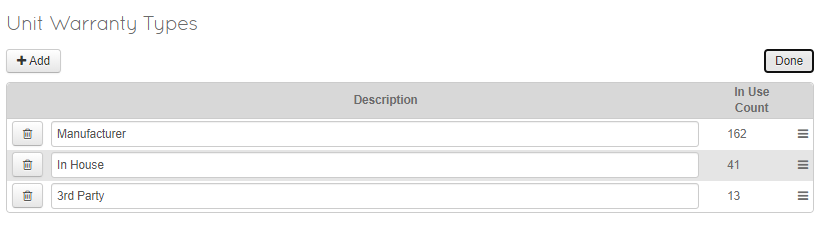 Unit Warranty Types
Add
Done
Description
In Use
Count
Manufacturer 162
In House 41
3rd Party 13